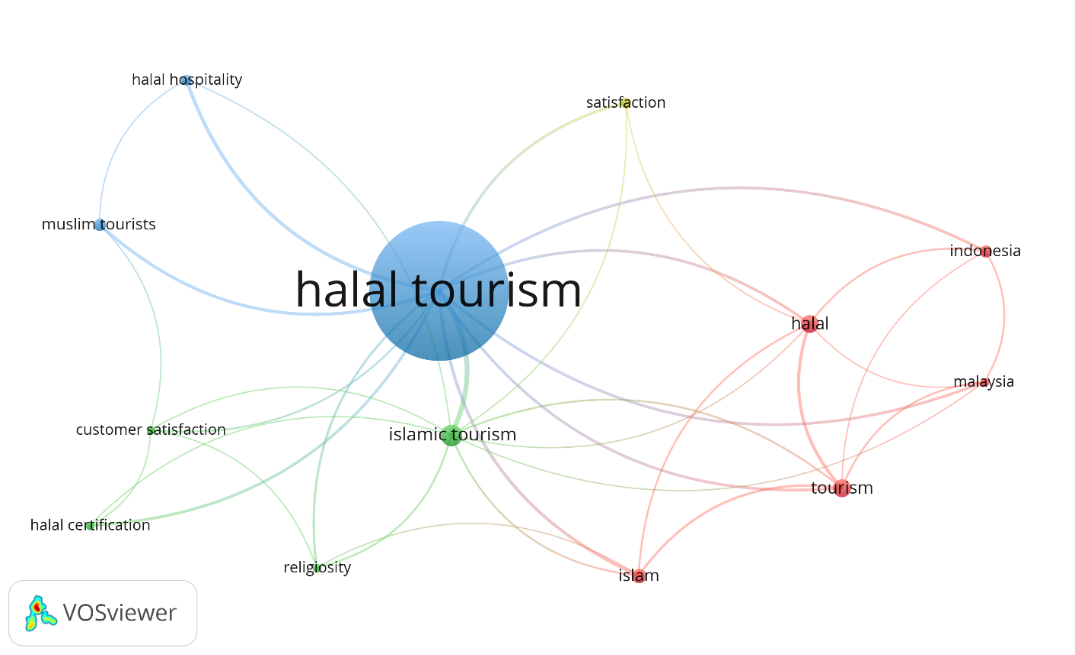 halal hospitality
satisfaction
muslim tourists
indonesia
halal tourism
halal
malaysia
customer satisfaction
islamic tourism
tourism
halal certification
religiosity
islam
VOSviewer